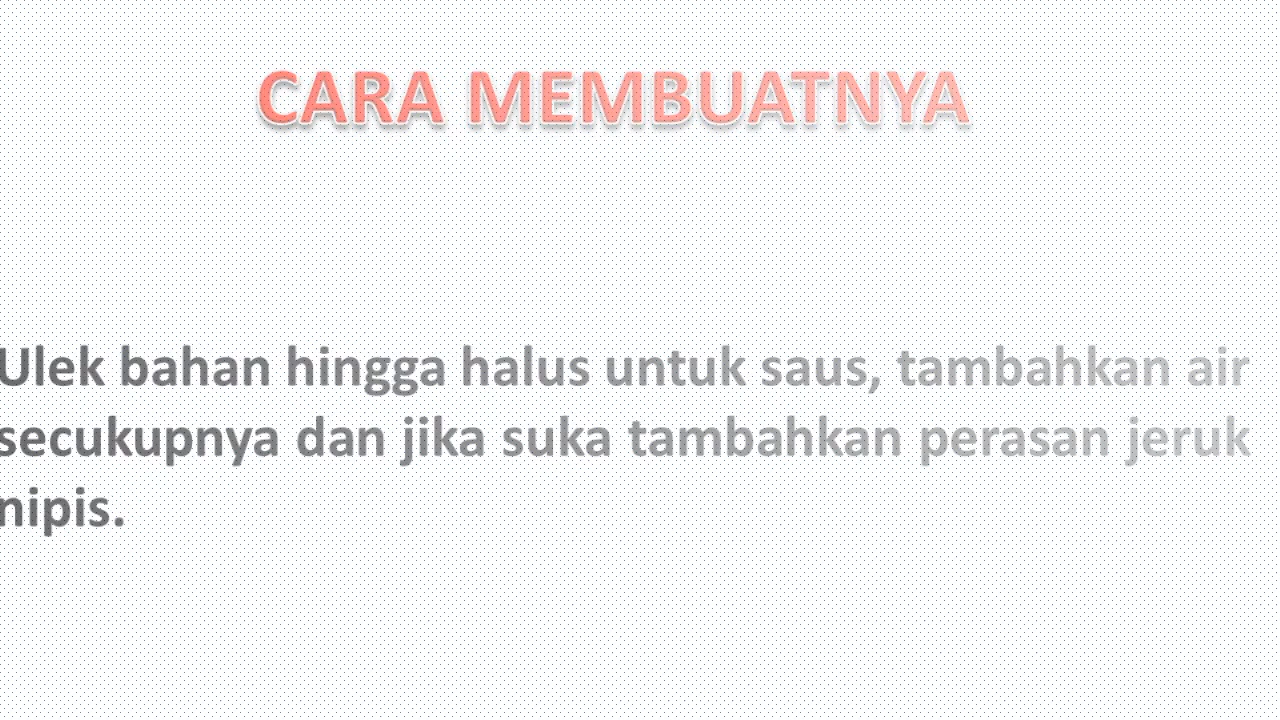 CARA MEMBUATNYA
Ulek bahan hingga halus untuk saus, tambahkan air
secukupnya dan jika suka tambahkan perasan jeruk
nipis.